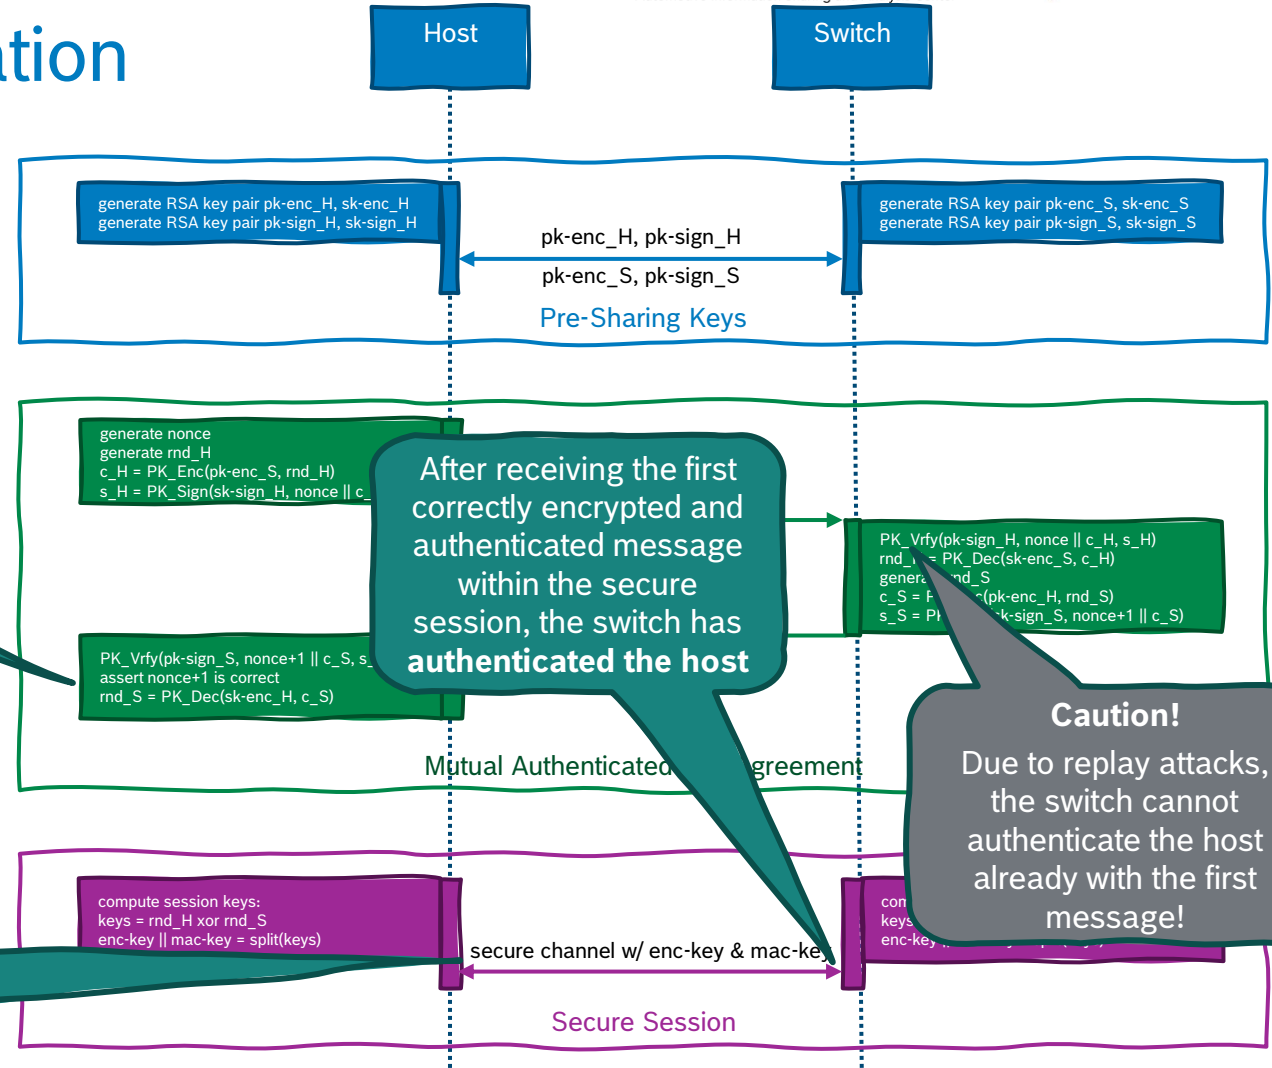 Host
Switch
generate RSA key pair pk-enc_H, sk-enc_H
generate RSA key pair pk-sign_H, sk-sign_H
pk-enc_H, pk-sign_H
pk-enc_S, pk-sign_S
generate RSA key pair pk-enc_S, sk-enc_S
generate RSA key pair pk-sign_S, sk-sign_S
Pre-Sharing Keys
generate nonce
generate rnd_H
c_H = PK_Enc(pk-enc_S, rnd_H)
s_H = PK_Sign(sk-sign_H, nonce || c_
After receiving the first
correctly encrypted and
authenticated message
within the secure
session, the switch has
authenticated the host
PK_Vrfy(pk-sign_H, nonce || c_H, s_H)
= PK_Dec(sk-enc_S, c_H)
c_S =
(pk-enc_H, rnd_S)
s_S =
nonce+1 || c_S)
PK_Vrfy(pk-sign_S, nonce+1 || c_S, s_
assert nonce+1 is correct
rnd_S = PK_Dec(sk-enc_H, c_S)
Mutual Authenticated
Caution!
Due to replay attacks,
the switch cannot
authenticate the host
already with the first
message!
compute session keys:
keys = rnd_H xor rnd_S
enc-key || mac-key = split(keys)
secure channel w/ enc-key & mac-key
keys
enc-key
Secure Session